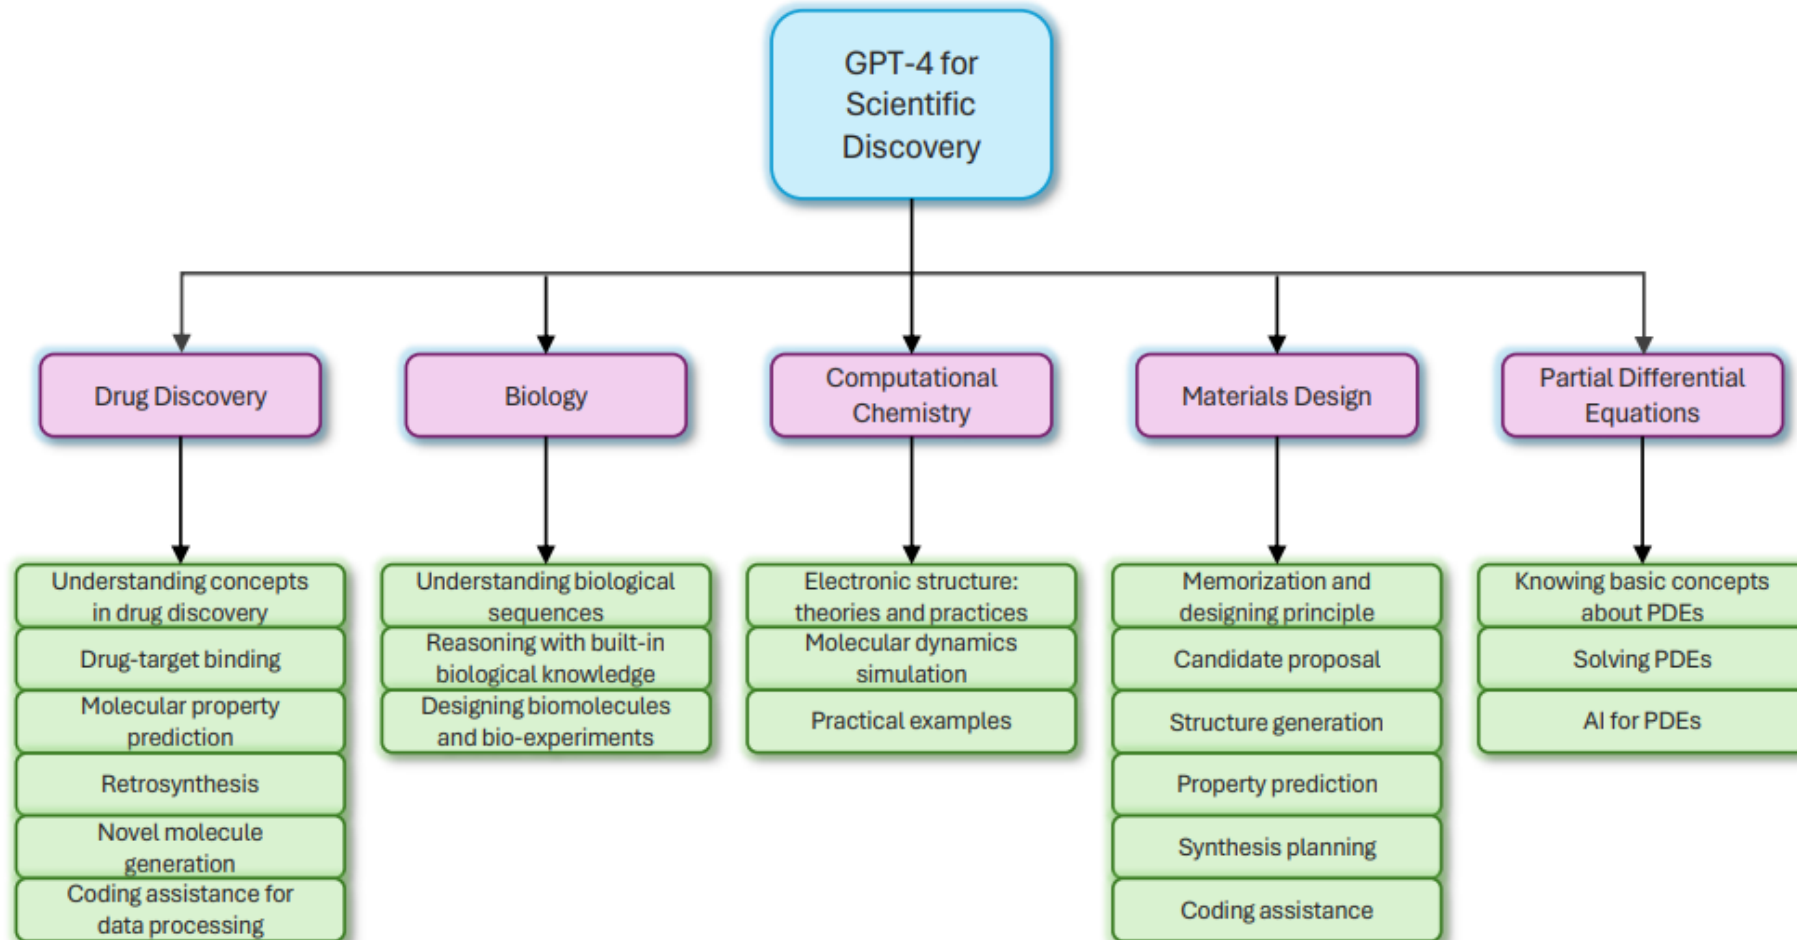 GPT-4 for
Scientific
Discovery
Drug Discovery
Biology
Computational
Chemistry
Materials Design
Partial Differential
Equations
Understanding concepts
in drug discovery
Drug-target binding
Molecular property
prediction
Retrosynthesis
Novel molecule
generation
Coding assistance for
data processing
Understanding biological
sequences
Reasoning with built-in
biological knowledge
Designing biomolecules
and bio-experiments
Electronic structure:
theories and practices
Molecular dynamics
simulation
Practical examples
Memorization and
designing principle
Candidate proposal
Structure generation
Property prediction
Synthesis planning
Coding assistance
Knowing basic concepts
about PDEs
Solving PDEs
AI for PDEs